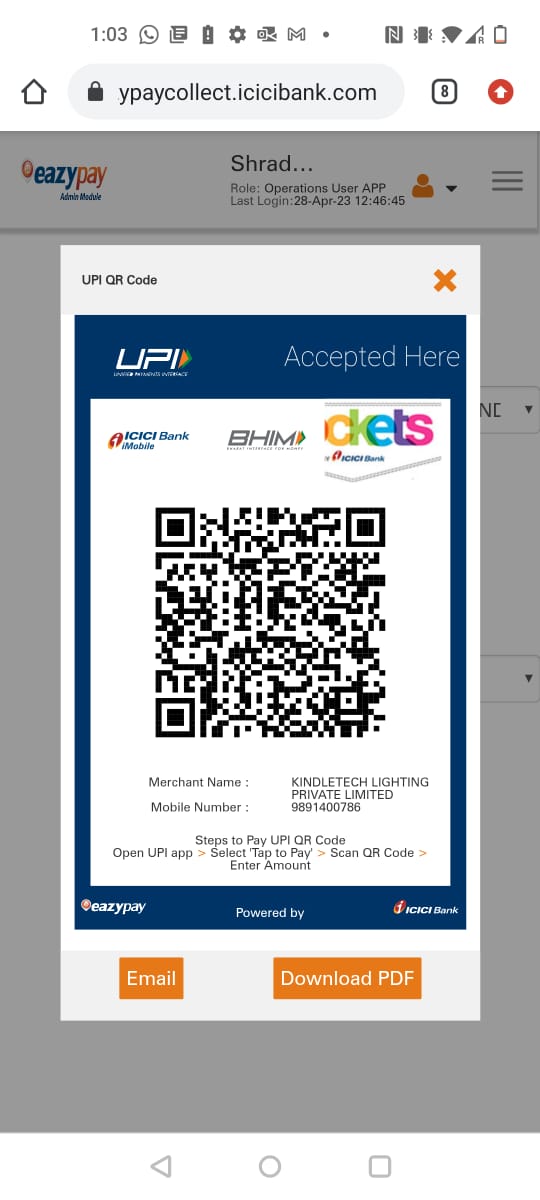 1:03
R
ypaycollect.icicibank.com
8
eazypay
Admin Module
Shrad...
Role: Operations User APP
Last Login:28-Apr-23 12:46:45
UPI QR Code
UPI
UNIFIED PAYMENTS INTERFACE
Accepted Here
NE
ICICI Bank
iMobile
BHIM
BHARAT INTERFACE FOR MONEY
ckets
ICICI Bank
Merchant Name :
KINDLETECH LIGHTING
PRIVATE LIMITED
Mobile Number :
9891400786
Steps to Pay UPI QR Code
Open UPI app > Select 'Tap to Pay' > Scan QR Code >
Enter Amount
eazypay
Powered by
ICICI Bank
Email
Download PDF